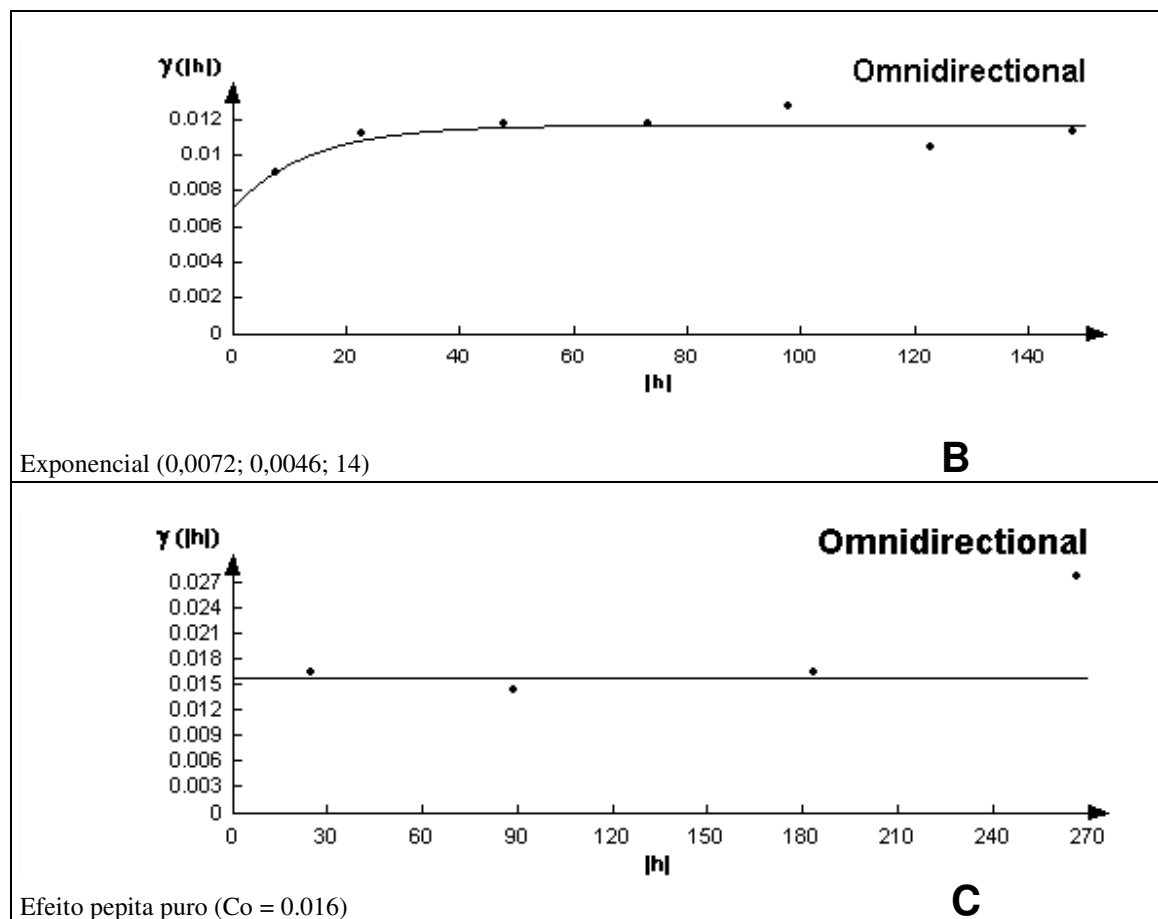 γ (|h|)
Omnidirectional
0.012
0.01
0.008
0.006
0.004
0.002
0
0 20 40 60 80 100 120 140
|h|
Exponencial (0,0072; 0,0046; 14)
B
γ (|h|)
Omnidirectional
0.027
0.024
0.021
0.018
0.015
0.012
0.009
0.006
0.003
0
0 30 60 90 120 150 180 210 240 270
|h|
Efeito pepita puro (Co = 0.016)
C